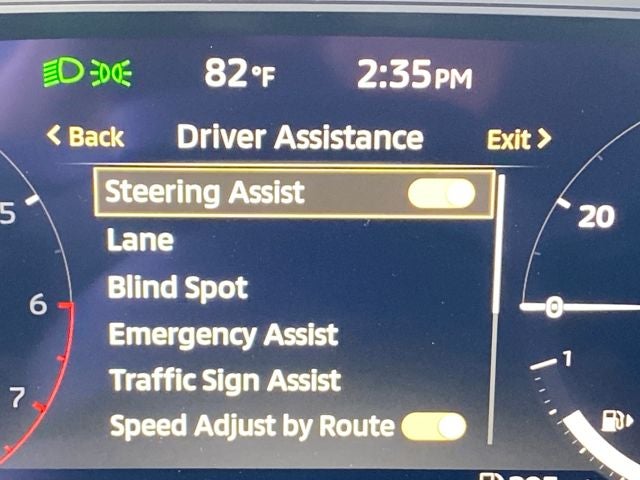 82°F 2:35PM
< Back Driver Assistance Exit >
Steering Assist
Lane
5
20
Blind Spot
6
0
Emergency Assist
1
Traffic Sign Assist
7
Speed Adjust by Route